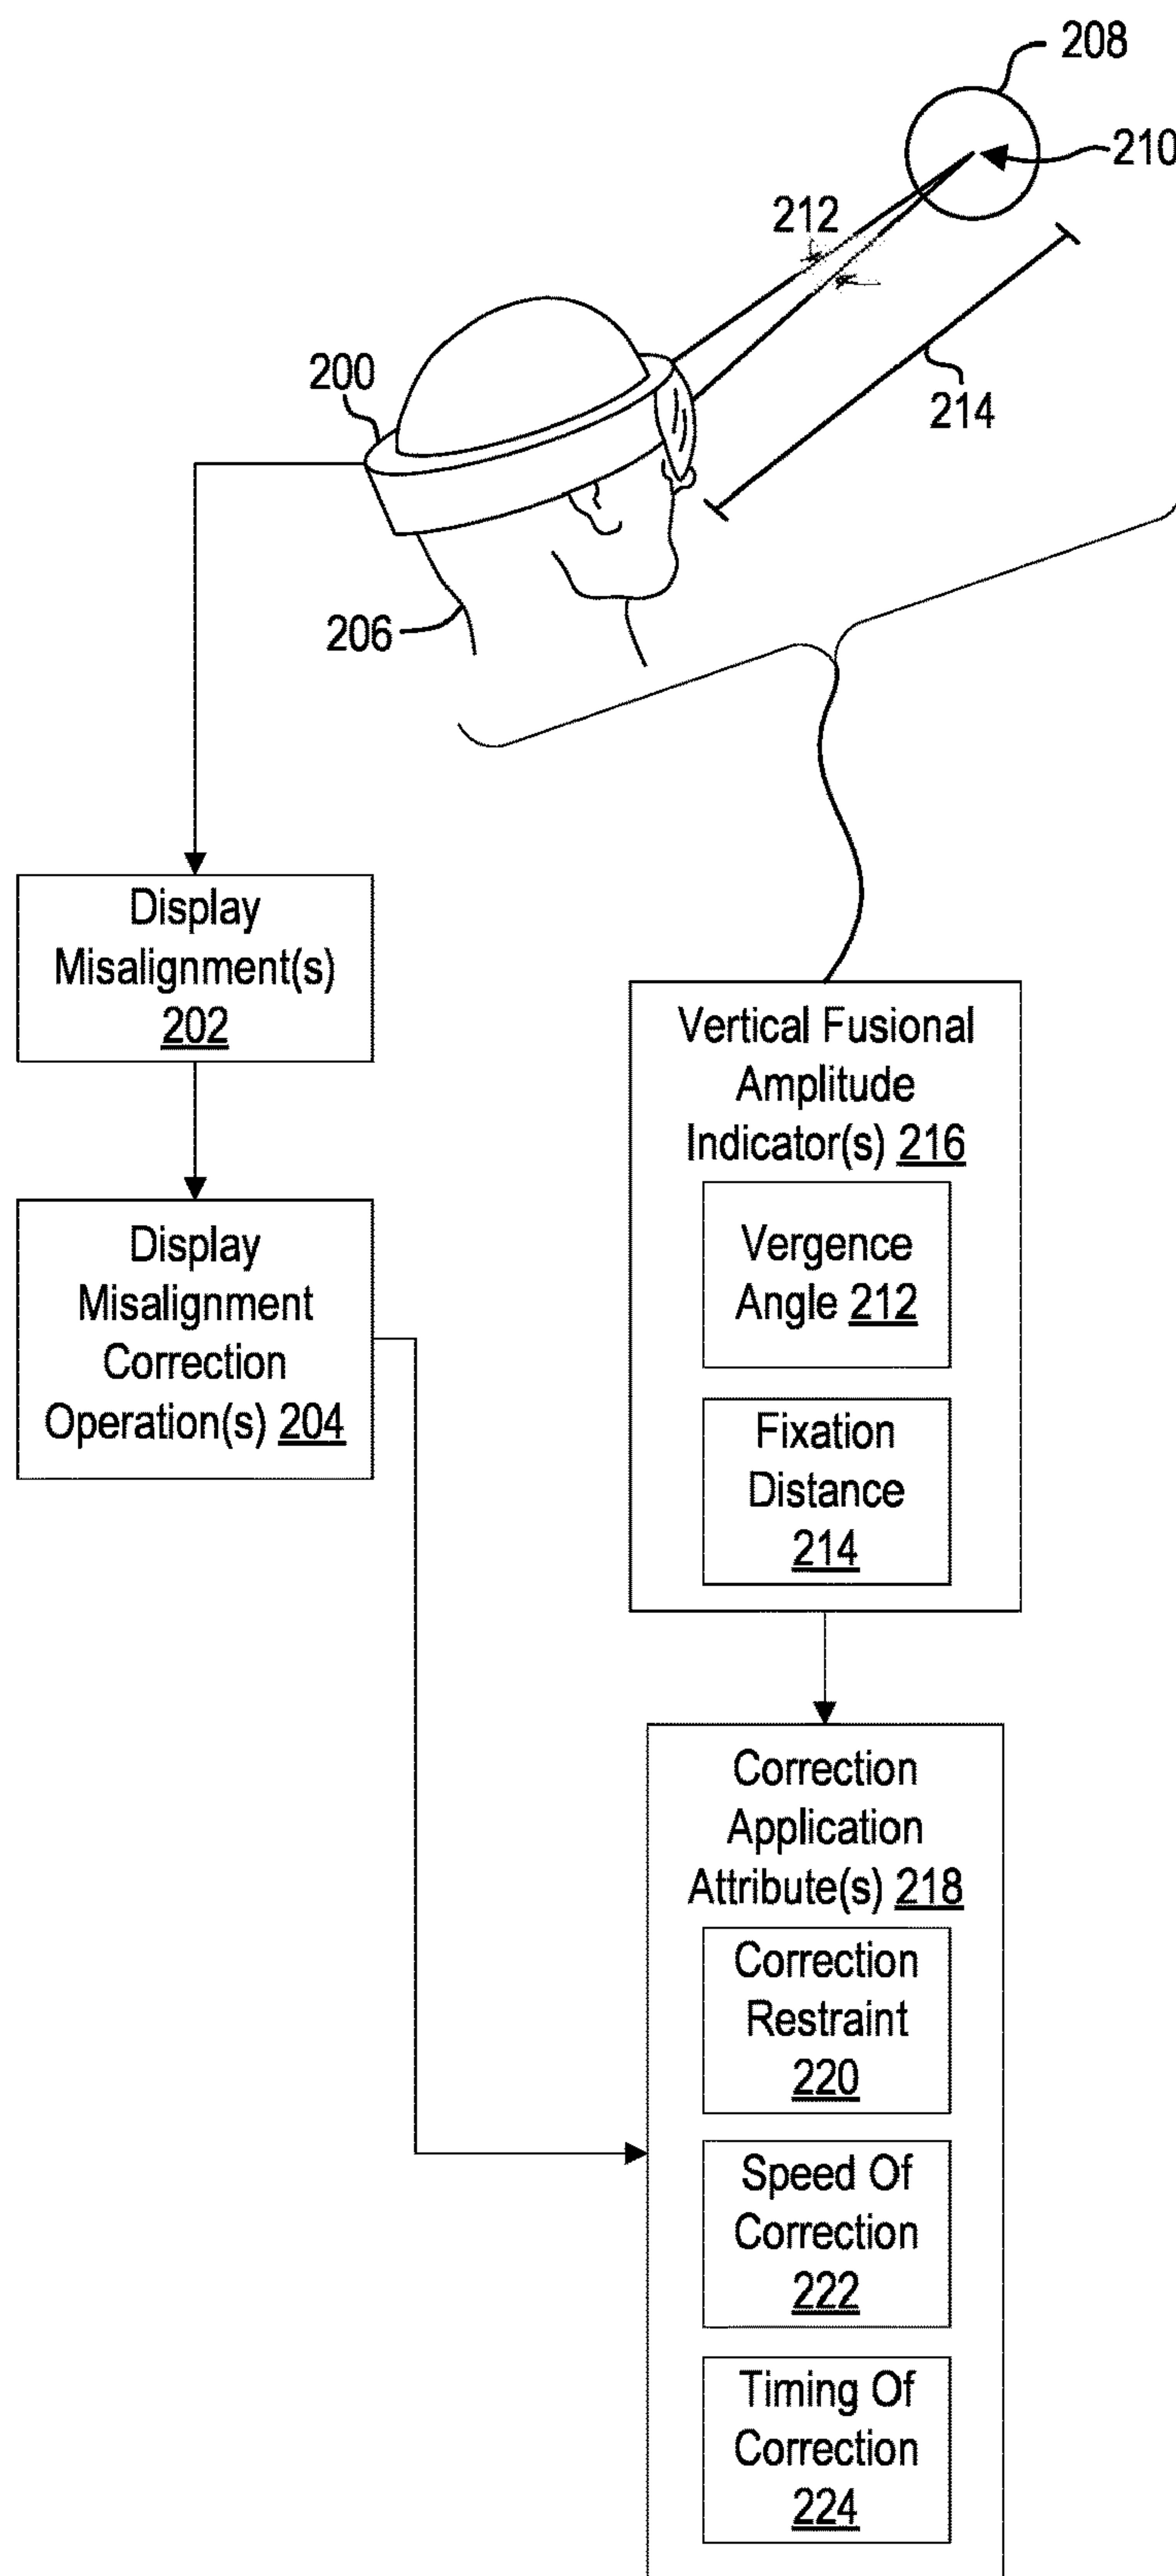 208
210
212
200
214
206
Display
Misalignment(s)
202
Display
Misalignment
Correction
Operation(s) 204
Vertical Fusional
Amplitude
Indicator(s) 216
Vergence
Angle 212
Fixation
Distance
214
Correction
Application
Attribute(s) 218
Correction
Restraint
220
Speed Of
Correction
222
Timing Of
Correction
224